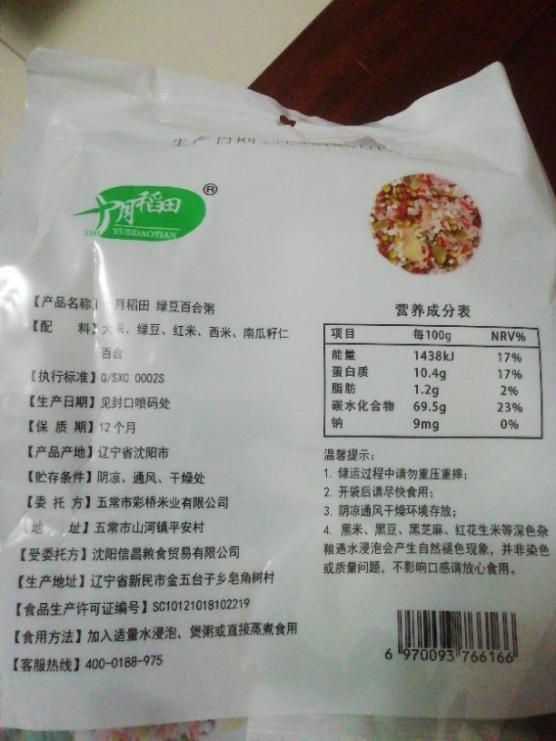 生产日期
十月稻田
®
SHI YUEDAOTIAN
【产品名称】十月稻田 绿豆百合粥
【配 料】大米、绿豆、红米、西米、南瓜籽仁
百合
【执行标准】Q/SXC 0002S
【生产日期】见封口喷码处
【保 质 期】12个月
【产品产地】辽宁省沈阳市
【贮存条件】阴凉、通风、干燥处
【委 托 方】五常市彩桥米业有限公司
【地 址】五常市山河镇平安村
【受委托方】沈阳信昌粮食贸易有限公司
【生产地址】辽宁省新民市金五台子乡皂角树村
【食品生产许可证编号】SC10121018102219
【食用方法】加入适量水浸泡，煲粥或直接蒸煮食用
【客服热线】400-0188-975
营养成分表
项目 每100g NRV%
能量 1438kJ 17%
蛋白质 10.4g 17%
脂肪 1.2g 2%
碳水化合物 69.5g 23%
钠 9mg 0%
温馨提示：
1. 储运过程中请勿重压重摔；
2. 开袋后请尽快食用；
3. 阴凉通风干燥环境存放；
4. 黑米、黑豆、黑芝麻、红花生米等深色杂
粮遇水浸泡会产生自然褪色现象，并非染色
或质量问题，不影响口感请放心食用。
6 970093 766166